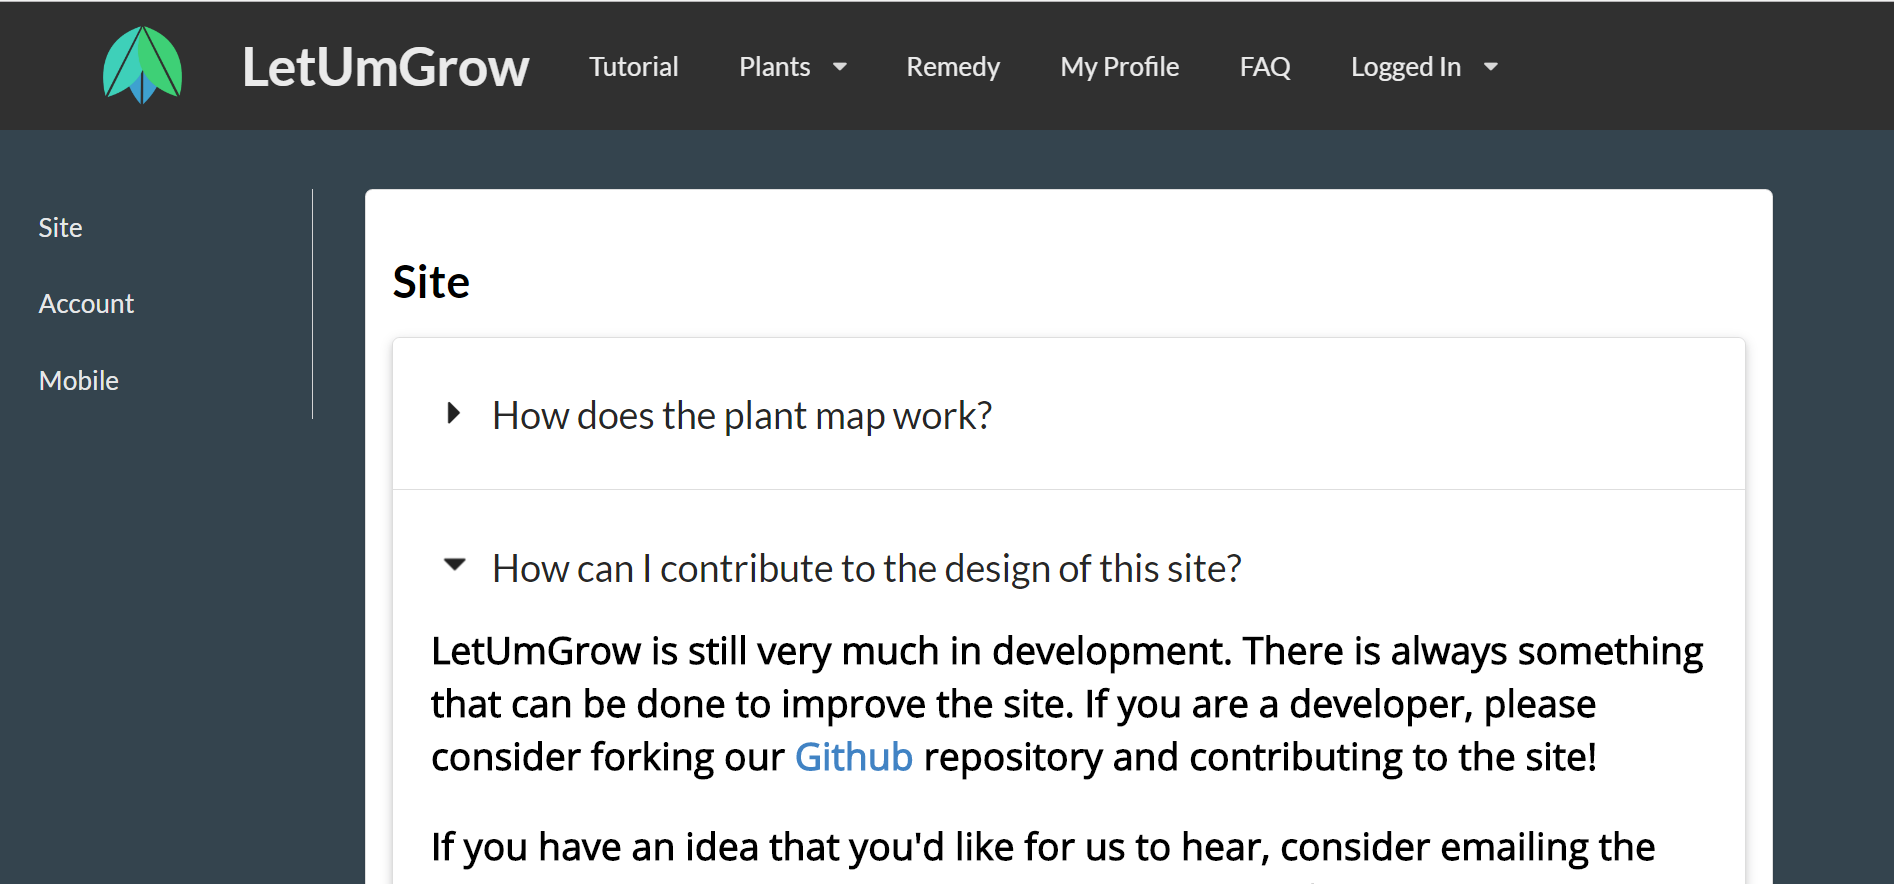 LetUmGrow Tutorial Plants Remedy My Profile FAQ Logged In
Site
Account
Mobile
Site
How does the plant map work?
How can I contribute to the design of this site?
LetUmGrow is still very much in development. There is always something
that can be done to improve the site. If you are a developer, please
consider forking our Github repository and contributing to the site!
If you have an idea that you'd like for us to hear, consider emailing the